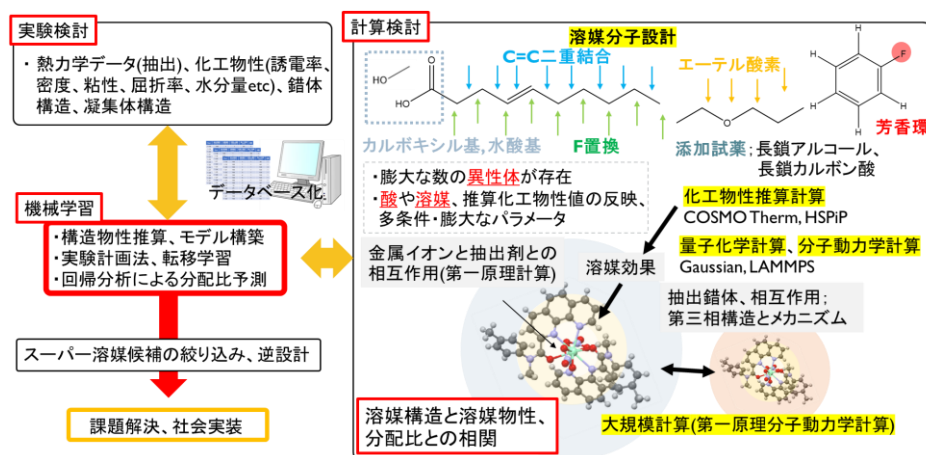 実験検討
・熱力学データ(抽出)、化工物性(誘電率、
密度、粘性、屈折率、水分量etc)、錯体
構造、凝集体構造
データベース化
機械学習
・構造物性推算、モデル構築
・実験計画法、転移学習
・回帰分析による分配比予測
スーパー溶媒候補の絞り込み、逆設計
課題解決、社会実装
計算検討
溶媒分子設計
C=C二重結合
エーテル酸素
HO
O
HO
O
F
H
H
H
H
H
芳香環
カルボキシル基,水酸基
F置換
添加試薬；長鎖アルコール、
長鎖カルボン酸
・膨大な数の異性体が存在
・酸や溶媒、推算化工物性値の反映、
多条件・膨大なパラメータ
化工物性推算計算
COSMO Therm, HSPiP
量子化学計算、分子動力学計算
Gaussian, LAMMPS
金属イオンと抽出剤との
相互作用(第一原理計算)
溶媒効果
抽出錯体、相互作用；
第三相構造とメカニズム
溶媒構造と溶媒物性、
分配比との相関
大規模計算(第一原理分子動力学計算)